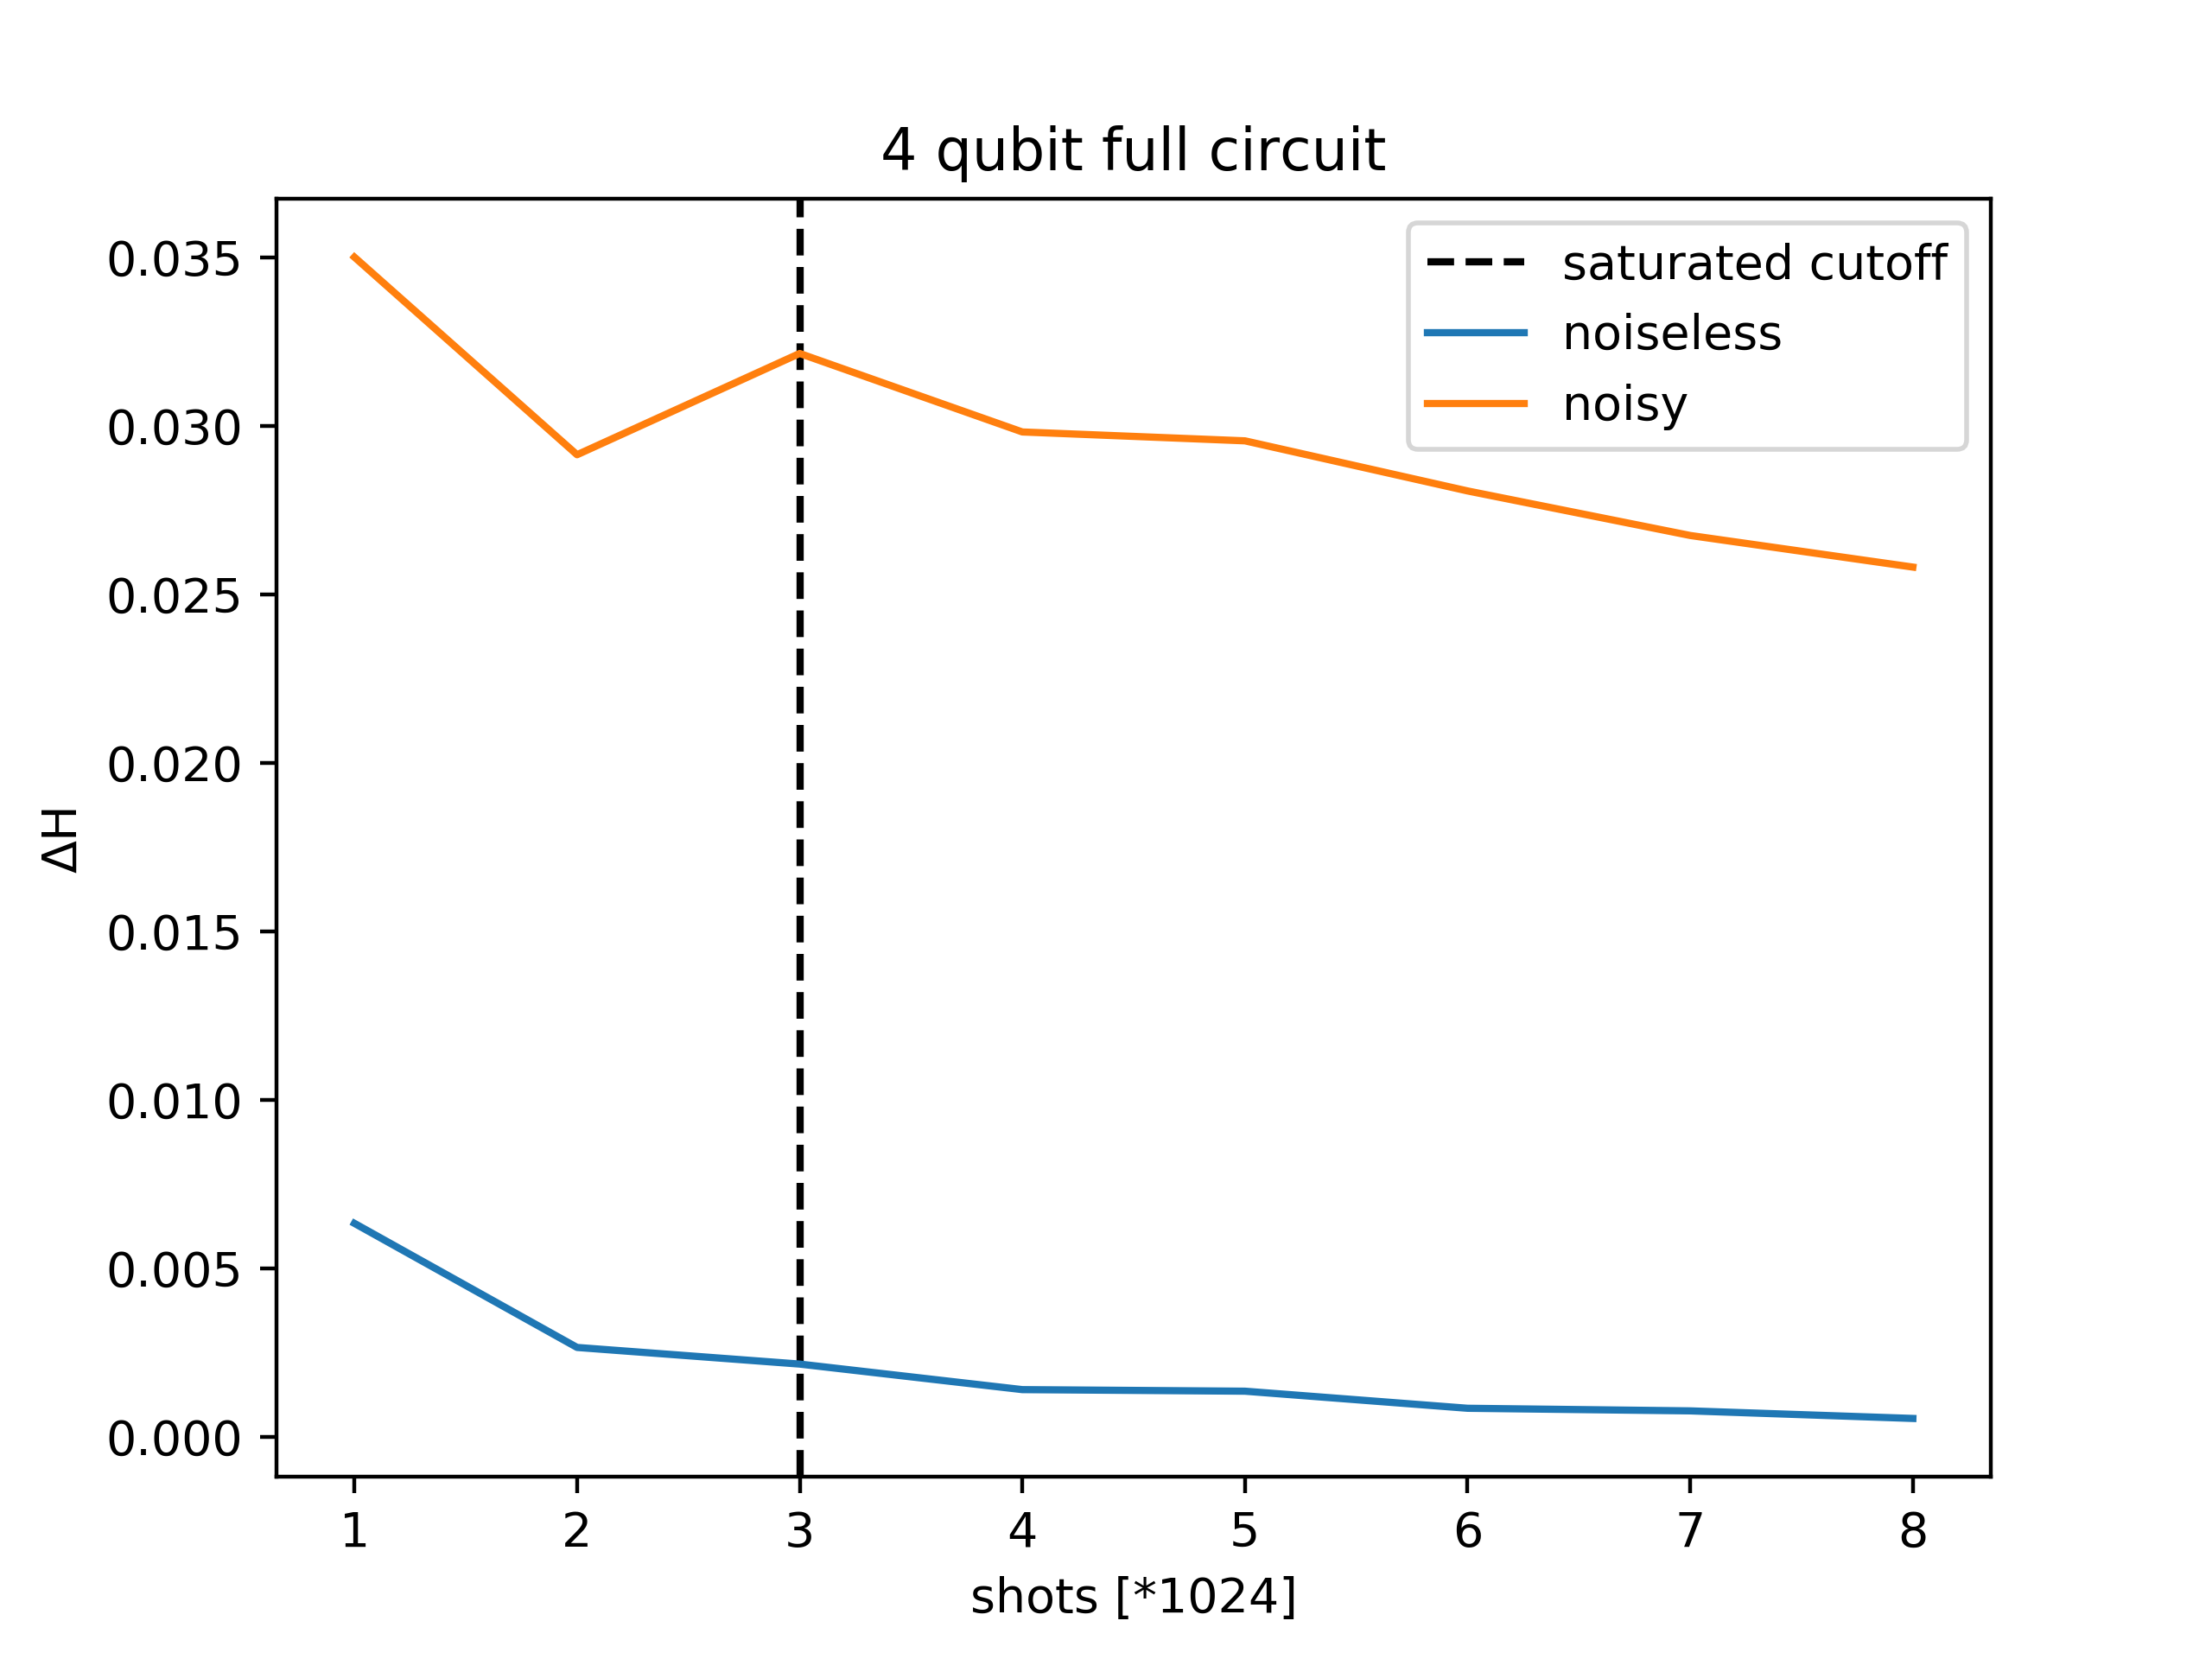 4 qubit full circuit
saturated cutoff
noiseless
noisy
0.035
0.030
0.025
0.020
0.015
0.010
0.005
0.000
ΔH
1 2 3 4 5 6 7 8
shots [*1024]